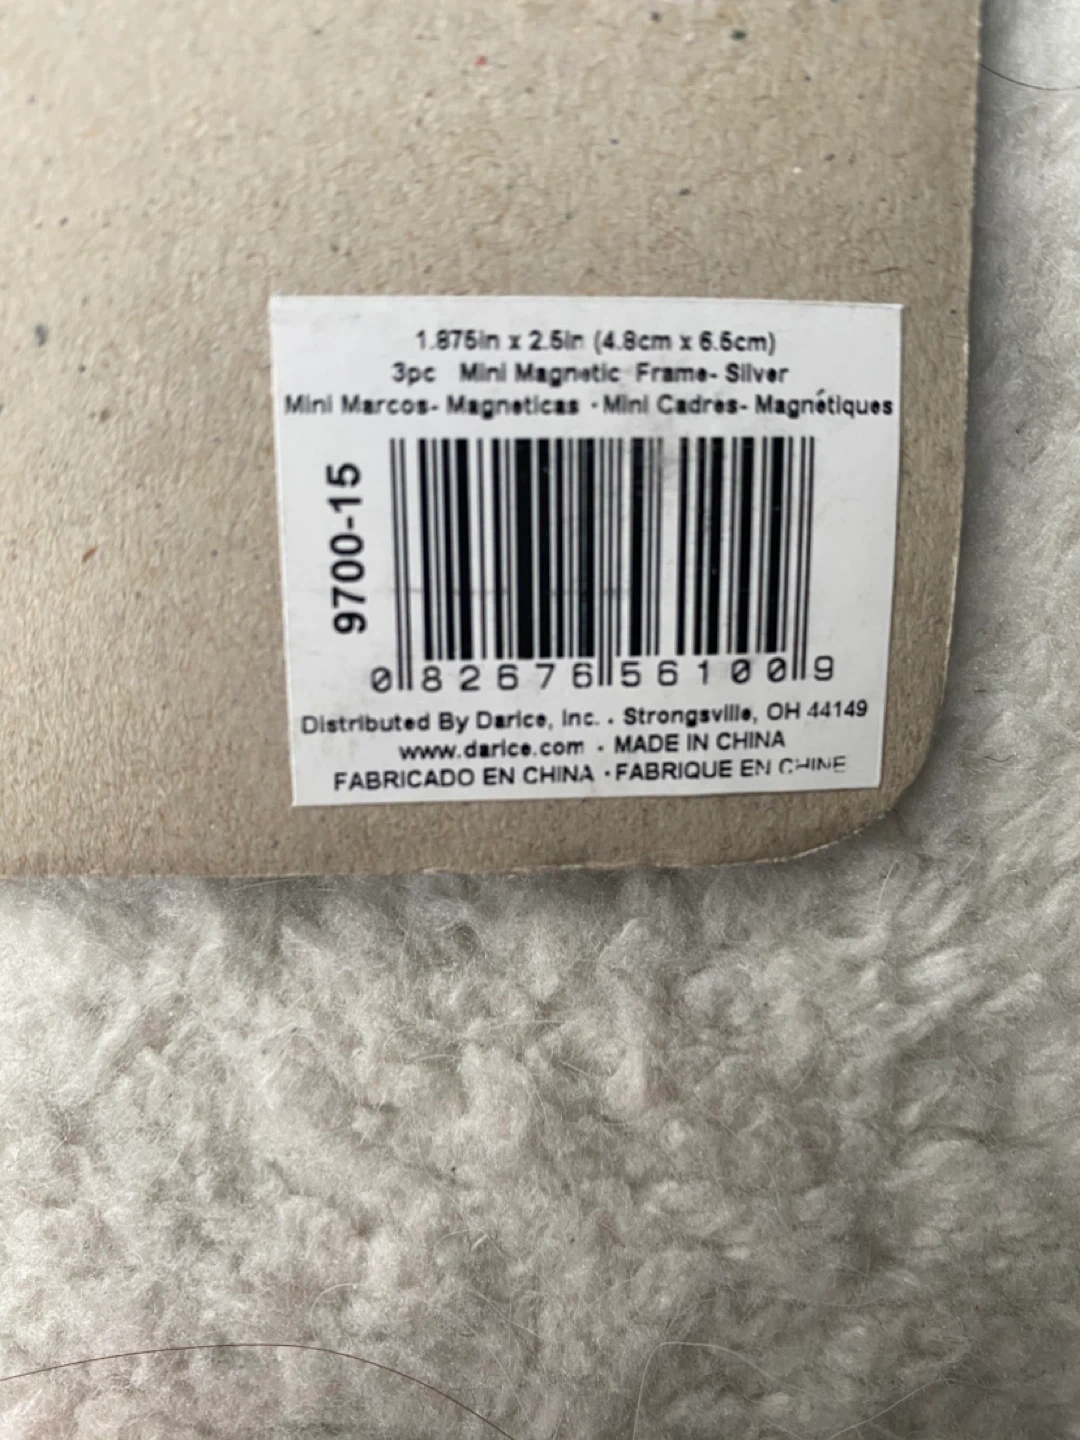 1.875in x 2.5in (4.8cm x 6.5cm)
3pc Mini Magnetic Frame- Silver
Mini Marcos- Magneticas · Mini Cadres- Magnétiques
9700-15
0 82676 56100 9
Distributed By Darice, Inc. . Strongsville, OH 44149
www.darice.com · MADE IN CHINA
FABRICADO EN CHINA · FABRIQUE EN CHINE